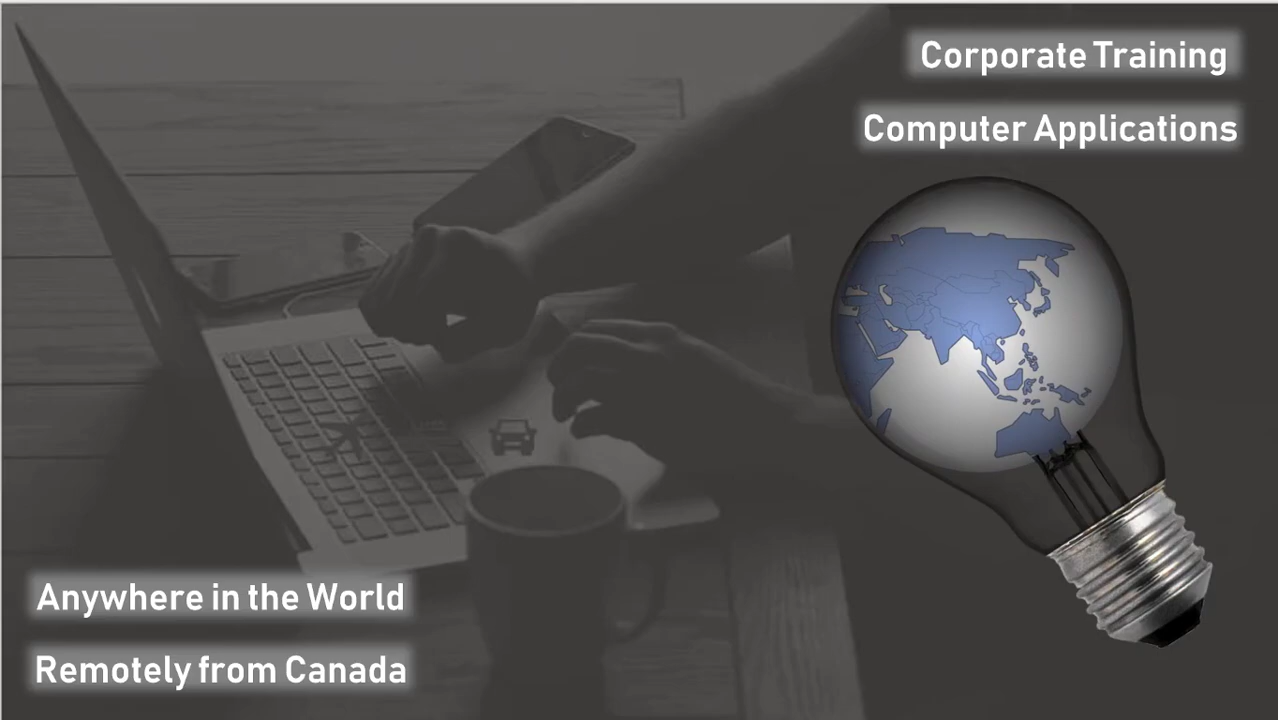 Corporate Training
Computer Applications
Anywhere in the World
Remotely from Canada